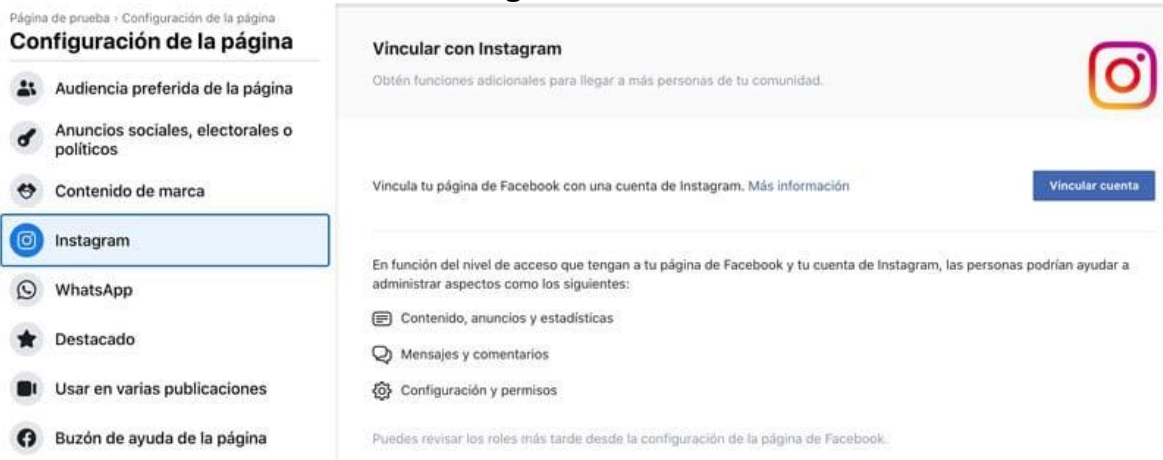 Página de prueba › Configuración de la página
Configuración de la página
Audiencia preferida de la página
Anuncios sociales, electorales o
políticos
Contenido de marca
Instagram
WhatsApp
Destacado
Usar en varias publicaciones
Buzón de ayuda de la página
Vincular con Instagram
Obtén funciones adicionales para llegar a más personas de tu comunidad.
Vincula tu página de Facebook con una cuenta de Instagram. Más información
Vincular cuenta
En función del nivel de acceso que tengan a tu página de Facebook y tu cuenta de Instagram, las personas podrían ayudar a
administrar aspectos como los siguientes:
Contenido, anuncios y estadísticas
Mensajes y comentarios
Configuración y permisos
Puedes revisar los roles más tarde desde la configuración de la página de Facebook.